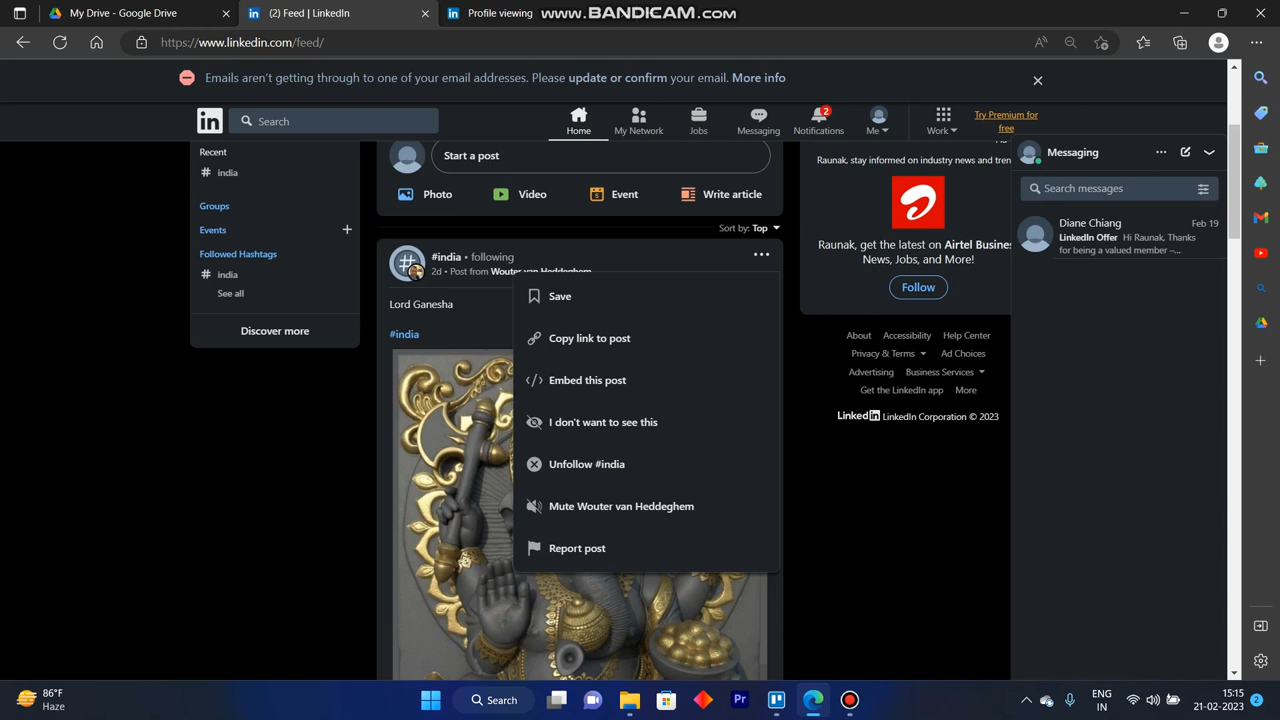 My Drive - Google Drive
(2) Feed | LinkedIn
Profile viewing
www.BANDICAM.com
https://www.linkedin.com/feed/
Emails aren't getting through to one of your email addresses. Please update or confirm your email. More info
in
Search
Home
My Network
Jobs
Messaging
2
Notifications
Me
Work
Try Premium for
free
Recent
# india
Groups
Events
Followed Hashtags
# india
See all
Discover more
Start a post
Photo
Video
Event
Write article
Sort by: Top
#india • following
2d • Post from Wouter van Heddeghem
Lord Ganesha
#india
Save
Copy link to post
Embed this post
I don't want to see this
Unfollow #india
Mute Wouter van Heddeghem
Report post
Raunak, stay informed on industry news and tren
Raunak, get the latest on Airtel Busines
News, Jobs, and More!
Follow
About
Accessibility
Help Center
Privacy & Terms
Ad Choices
Advertising
Business Services
Get the LinkedIn app
More
LinkedIn LinkedIn Corporation © 2023
Messaging
Search messages
Diane Chiang
Feb 19
LinkedIn Offer Hi Raunak, Thanks
for being a valued member –...
86°F
Haze
Search
Pr
ENG
IN
15:15
21-02-2023
2